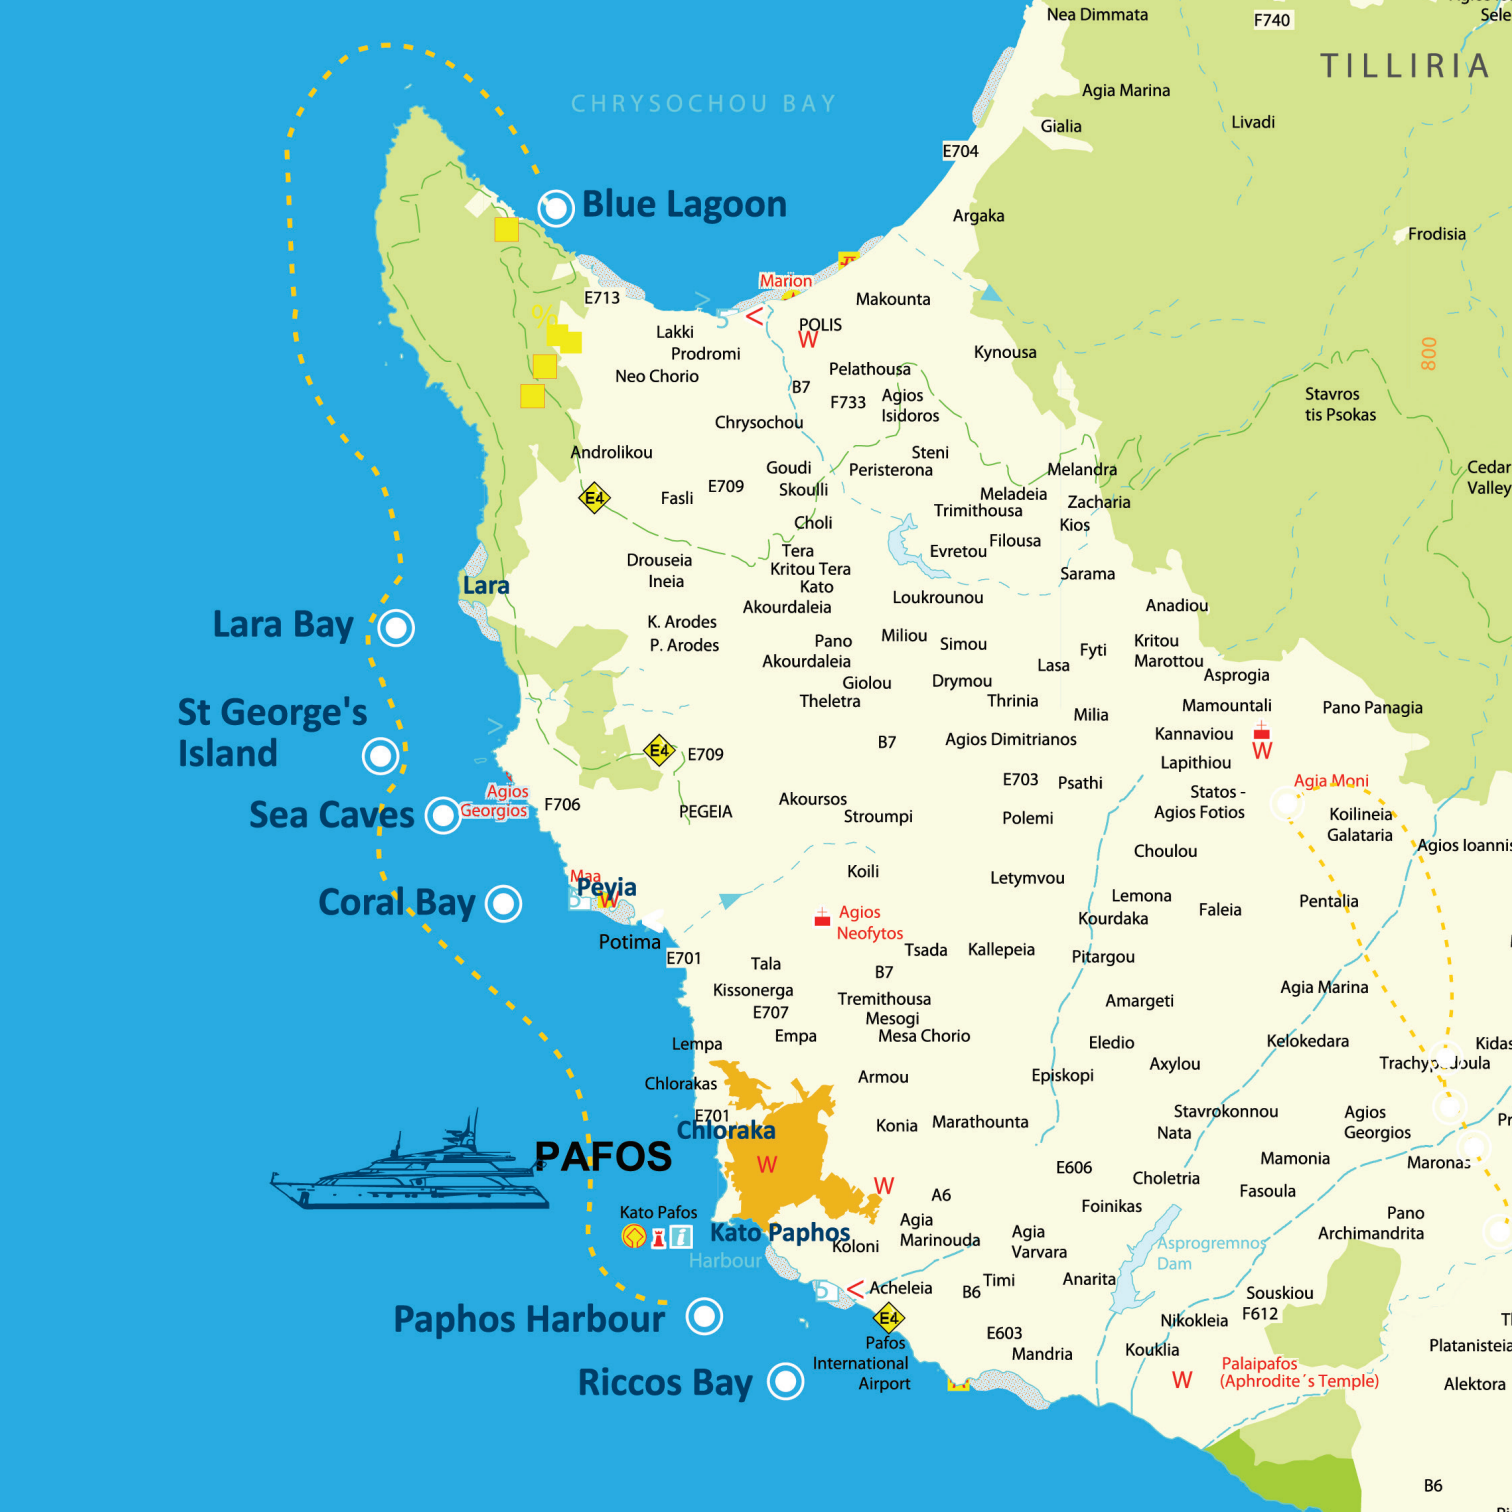 Nea Dimmata
F740
Sele
TILLIRIA
CHRYSOCHOU BAY
Agia Marina
Gialia
Livadi
E704
Blue Lagoon
Argaka
Frodisia
Marion
E713
Makounta
POLIS
W
Lakki
Prodromi
Neo Chorio
Kynousa
800
Pelathousa
B7
F733
Agios
Isidoros
Stavros
tis Psokas
Chrysochou
Androlikou
Goudi
Skoulli
Steni
Peristerona
Melandra
Cedar
Valley
E4
Fasli
E709
Meladeia
Trimithousa
Zacharia
Kios
Choli
Filousa
Evretou
Tera
Kritou Tera
Kato
Akourdaleia
Drouseia
Ineia
Sarama
Lara
Loukrounou
Anadiou
Lara Bay
K. Arodes
P. Arodes
Pano
Akourdaleia
Miliou
Simou
Fyti
Kritou
Marottou
Lasa
Asprogia
Giolou
Theletra
Drymou
Thrinia
St George's
Island
Milia
Mamountali
Pano Panagia
Kannaviou
W
E4
E709
B7
Agios Dimitrianos
Lapithiou
E703
Psathi
Agia Moni
Sea Caves
Agios
Georgios
F706
PEGEIA
Akoursos
Stroumpi
Polemi
Statos -
Agios Fotios
Koilineia
Galataria
Agios Ioannis
Choulou
Koili
Letymvou
Maa
Peyia
W
Coral Bay
Lemona
Kourdaka
Faleia
Pentalia
Agios
Neofytos
Potima
E701
Tsada
Kallepeia
Pitargou
Tala
B7
Kissonerga
E707
Tremithousa
Mesogi
Mesa Chorio
Amargeti
Agia Marina
Empa
Lempa
Eledio
Kelokedara
Kidas
Trachypedoula
Axylou
Chlorakas
Armou
Episkopi
E701
Chloraka
Konia
Marathounta
Stavrokonnou
Nata
Agios
Georgios
Pr
PAFOS
W
E606
Mamonia
Maronas
Choletria
W
A6
Fasoula
Foinikas
Kato Pafos
Kato Paphos
Harbour
Koloni
Agia
Marinouda
Agia
Varvara
Pano
Archimandrita
Asprogremnos
Dam
Acheleia
B6
Timi
Anarita
Souskiou
F612
Paphos Harbour
E4
Nikokleia
Pafos
International
Airport
E603
Mandria
Kouklia
Platanisteia
Palaipafos
(Aphrodite´s Temple)
W
Riccos Bay
Alektora
B6